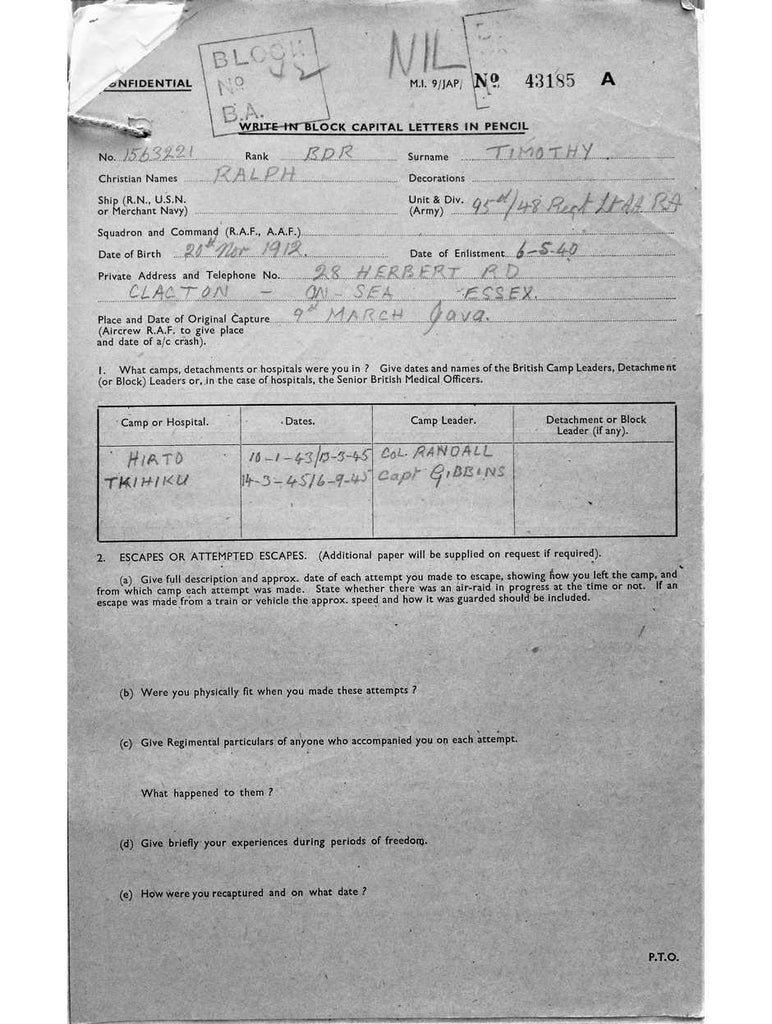 BLOCK
NO 42
B.A.
NIL
CONFIDENTIAL
M.I. 9/JAP/ No. 43185 A
WRITE IN BLOCK CAPITAL LETTERS IN PENCIL
No. 1563221 Rank BDR Surname TIMOTHY
Christian Names RALPH Decorations
Ship (R.N., U.S.N. or Merchant Navy)
Unit & Div. (Army) 95th/48 Regt Lt AA RA
Squadron and Command (R.A.F., A.A.F.)
Date of Birth 20th Nov 1912. Date of Enlistment 6-5-40
Private Address and Telephone No. 28 HERBERT RD
CLACTON - ON - SEA ESSEX.
Place and Date of Original Capture 9th MARCH Java.
(Aircrew R.A.F. to give place
and date of a/c crash).
1. What camps, detachments or hospitals were you in ? Give dates and names of the British Camp Leaders, Detachment
(or Block) Leaders or, in the case of hospitals, the Senior British Medical Officers.
Camp or Hospital. Dates. Camp Leader. Detachment or Block Leader (if any).
HIATO 10-1-43/13-3-45 COL. RANDALL
TKIHIKU 14-3-45/6-9-45 Capt GIBBINS
2. ESCAPES OR ATTEMPTED ESCAPES. (Additional paper will be supplied on request if required).
(a) Give full description and approx. date of each attempt you made to escape, showing how you left the camp, and
from which camp each attempt was made. State whether there was an air-raid in progress at the time or not. If an
escape was made from a train or vehicle the approx. speed and how it was guarded should be included.
(b) Were you physically fit when you made these attempts ?
(c) Give Regimental particulars of anyone who accompanied you on each attempt.
What happened to them ?
(d) Give briefly your experiences during periods of freedom.
(e) How were you recaptured and on what date ?
P.T.O.